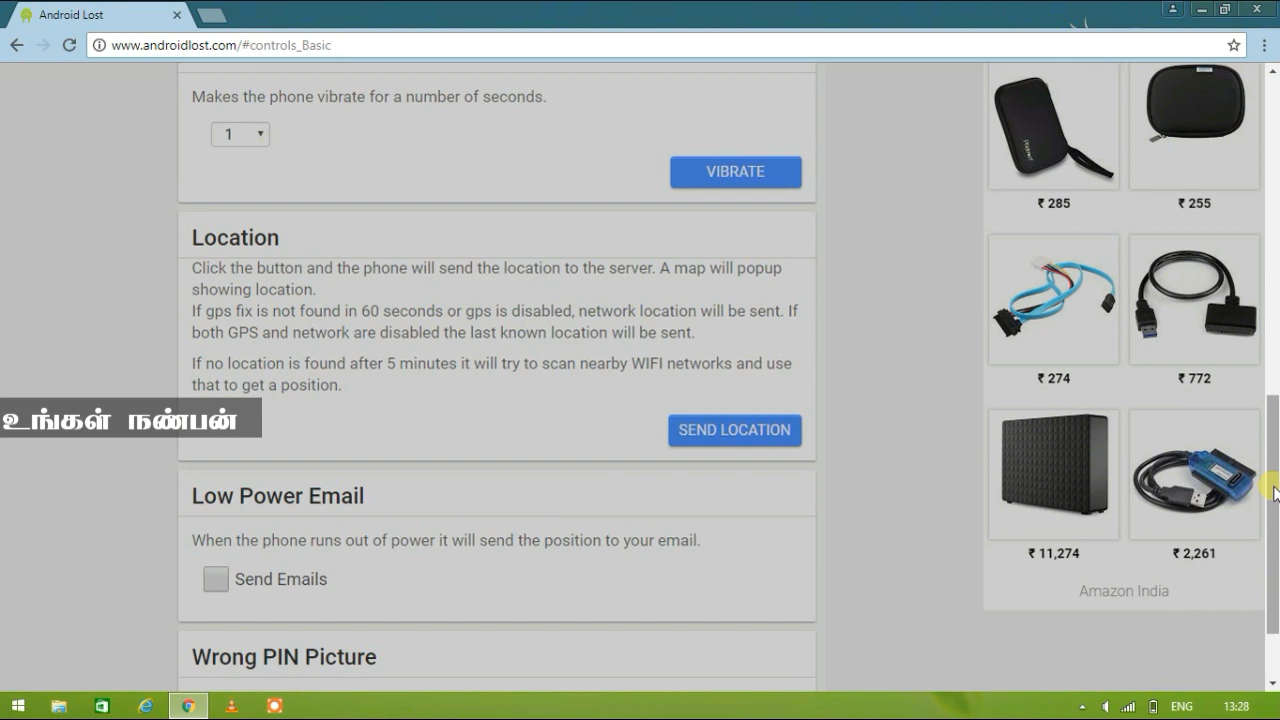 Android Lost
www.androidlost.com/#controls_Basic
Makes the phone vibrate for a number of seconds.
1
VIBRATE
Location
Click the button and the phone will send the location to the server. A map will popup
showing location.
If gps fix is not found in 60 seconds or gps is disabled, network location will be sent. If
both GPS and network are disabled the last known location will be sent.
If no location is found after 5 minutes it will try to scan nearby WIFI networks and use
that to get a position.
உங்கள் நண்பன்
SEND LOCATION
Low Power Email
When the phone runs out of power it will send the position to your email.
Send Emails
Wrong PIN Picture
₹ 285
₹ 255
₹ 274
₹ 772
₹ 11,274
₹ 2,261
Amazon India
ENG
13:28